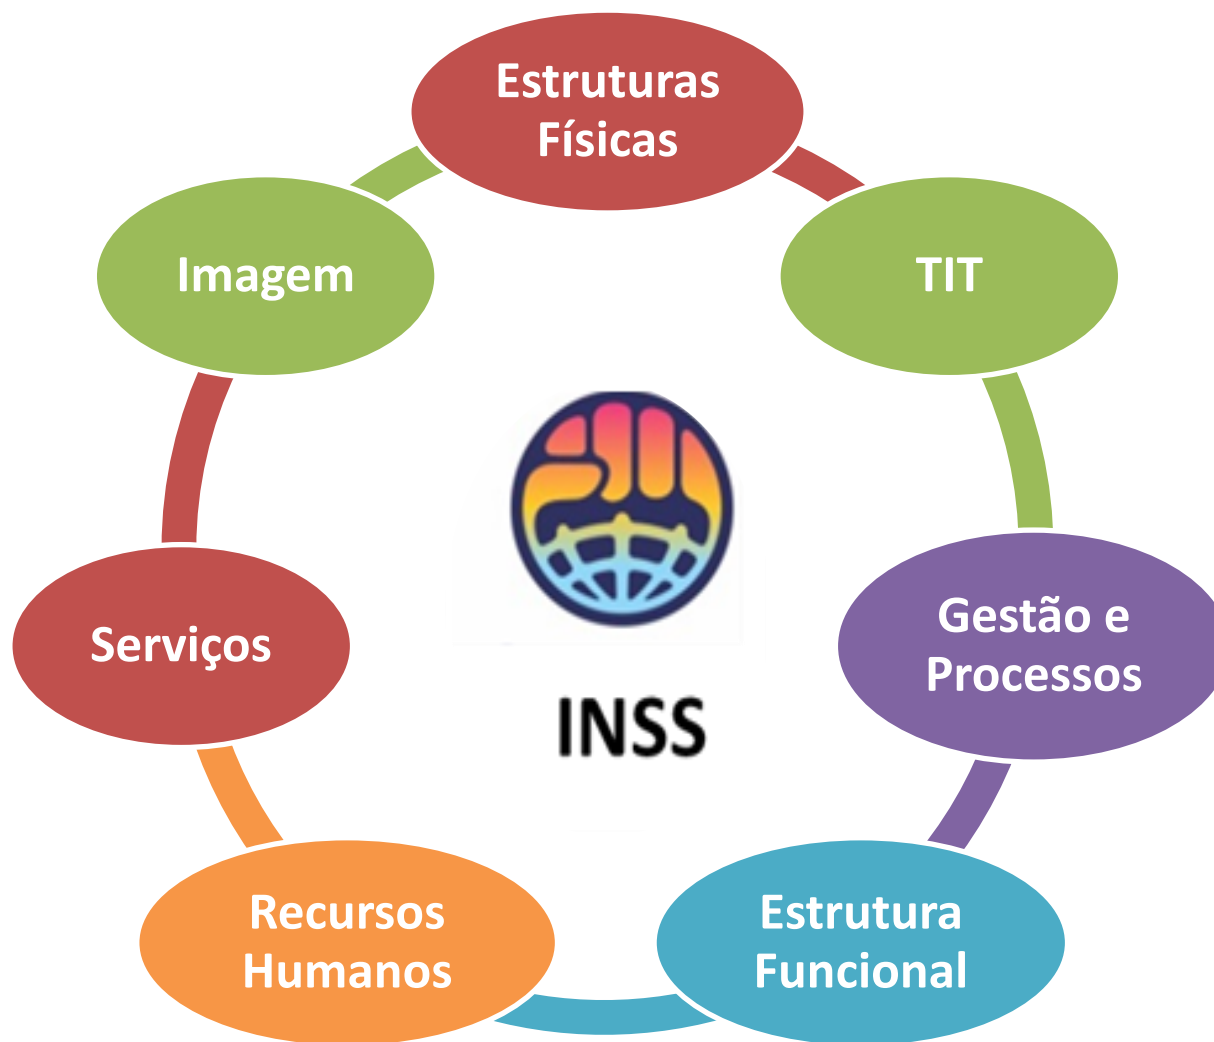 Estruturas
Físicas
TIT
Gestão e
Processos
Estrutura
Funcional
Recursos
Humanos
Serviços
Imagem
INSS